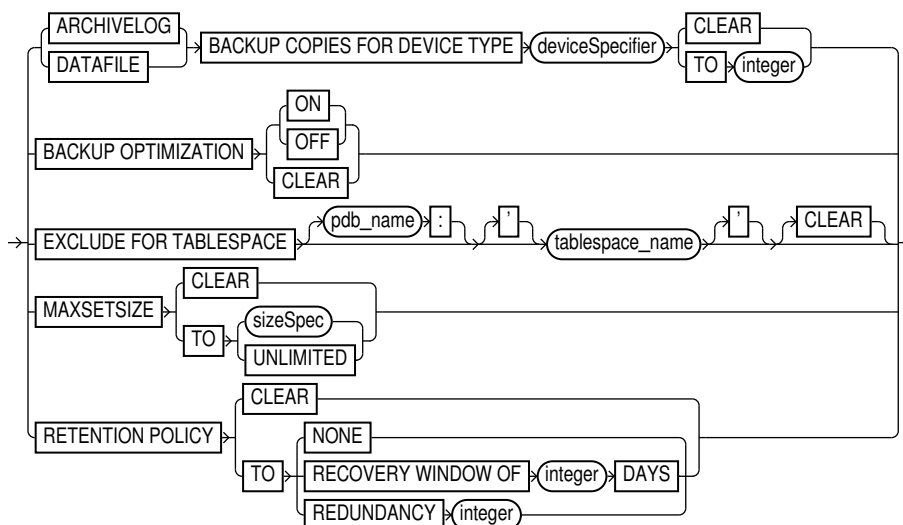 ARCHIVELOG
DATAFILE
BACKUP COPIES FOR DEVICE TYPE
deviceSpecifier
CLEAR
TO integer
BACKUP OPTIMIZATION
ON
OFF
CLEAR
EXCLUDE FOR TABLESPACE
pdb_name : ' tablespace_name ' CLEAR
MAXSETSIZE
CLEAR
TO
sizeSpec
UNLIMITED
RETENTION POLICY
CLEAR
TO
NONE
RECOVERY WINDOW OF integer DAYS
REDUNDANCY integer